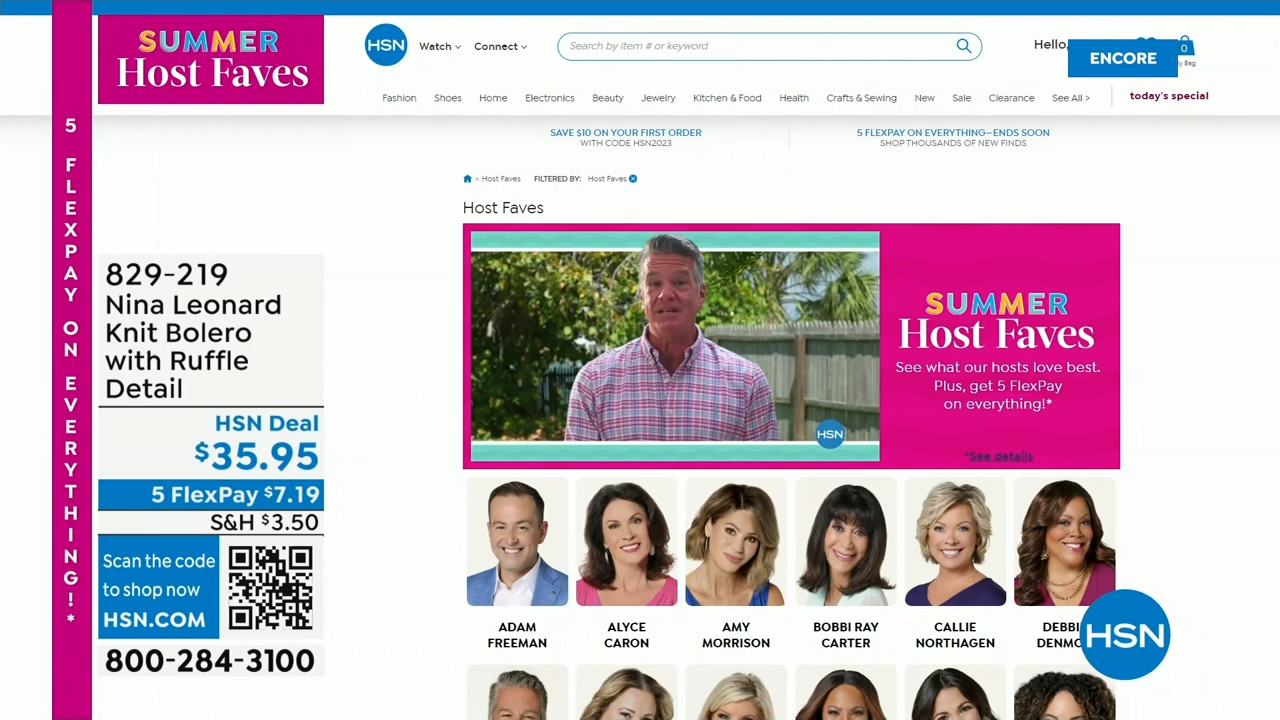 SUMMER
Host Faves
5 FLEXPAY ON EVERYTHING!*
829-219
Nina Leonard
Knit Bolero
with Ruffle
Detail
HSN Deal
$35.95
5 FlexPay $7.19
S&H $3.50
Scan the code
to shop now
HSN.COM
800-284-3100
HSN
Watch
Connect
Search by item # or keyword
Hello,
ENCORE
0
Bag
Fashion
Shoes
Home
Electronics
Beauty
Jewelry
Kitchen & Food
Health
Crafts & Sewing
New
Sale
Clearance
See All >
today's special
SAVE $10 ON YOUR FIRST ORDER
WITH CODE HSN2023
5 FLEXPAY ON EVERYTHING—ENDS SOON
SHOP THOUSANDS OF NEW FINDS
> Host Faves
FILTERED BY: Host Faves
Host Faves
HSN
SUMMER
Host Faves
See what our hosts love best.
Plus, get 5 FlexPay
on everything!*
*See details
ADAM
FREEMAN
ALYCE
CARON
AMY
MORRISON
BOBBI RAY
CARTER
CALLIE
NORTHAGEN
DEBBI
DENMO
HSN